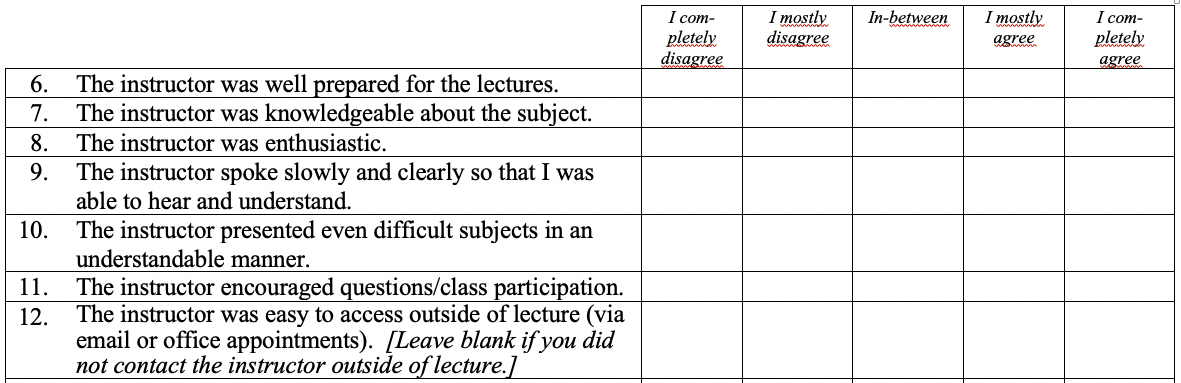 I com- I mostly In-between I mostly I com-
pletely disagree agree pletely
disagree agree
6. The instructor was well prepared for the lectures.
7. The instructor was knowledgeable about the subject.
8. The instructor was enthusiastic.
9. The instructor spoke slowly and clearly so that I was
able to hear and understand.
10. The instructor presented even difficult subjects in an
understandable manner.
11. The instructor encouraged questions/class participation.
12. The instructor was easy to access outside of lecture (via
email or office appointments). [Leave blank if you did
not contact the instructor outside of lecture.]